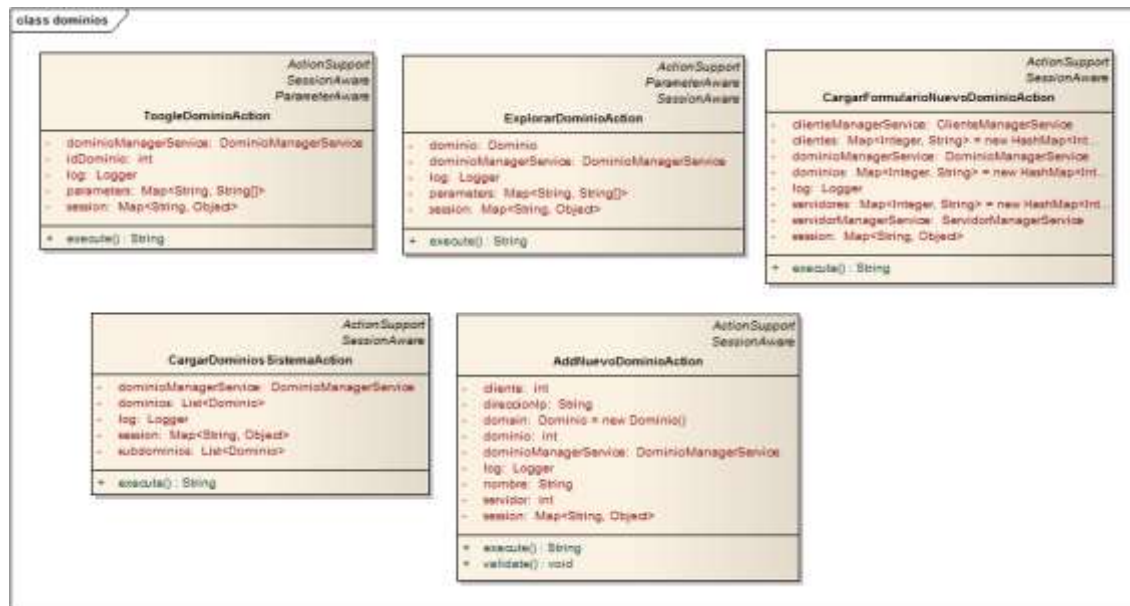 class dominios
ActionSupport
SessionAware
ParameterAware
ToogleDominioAction
- dominioManagerService: DominioManagerService
- idDominio: int
- log: Logger
- parameters: Map<String, String[]>
- session: Map<String, Object>
+ execute() : String
ActionSupport
ParameterAware
SessionAware
ExplorarDominioAction
- dominio: Dominio
- dominioManagerService: DominioManagerService
- log: Logger
- parameters: Map<String, String[]>
- session: Map<String, Object>
+ execute() : String
ActionSupport
SessionAware
CargarFormularioNuevoDominioAction
- clienteManagerService: ClienteManagerService
- clientes: Map<Integer, String> = new HashMap<Int...
- dominioManagerService: DominioManagerService
- dominios: Map<Integer, String> = new HashMap<Int...
- log: Logger
- servidores: Map<Integer, String> = new HashMap<Int...
- servidorManagerService: ServidorManagerService
- session: Map<String, Object>
+ execute() : String
ActionSupport
SessionAware
CargarDominiosSistemaAction
- dominioManagerService: DominioManagerService
- dominios: List<Dominio>
- log: Logger
- session: Map<String, Object>
- subdominios: List<Dominio>
+ execute() : String
ActionSupport
SessionAware
AddNuevoDominioAction
- cliente: int
- direccionIp: String
- domain: Dominio = new Dominio()
- dominio: int
- dominioManagerService: DominioManagerService
- log: Logger
- nombre: String
- servidor: int
- session: Map<String, Object>
+ execute() : String
+ validate() : void